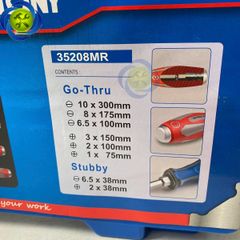 35208MR
CONTENTS :
Go-Thru
⊖ 10 x 300mm
⊖ 8 x 175mm
⊖ 6.5 x 100mm
⊕ 3 x 150mm
⊕ 2 x 100mm
⊕ 1 x 75mm
Stubby
⊖ 6.5 x 38mm
⊕ 2 x 38mm
your work